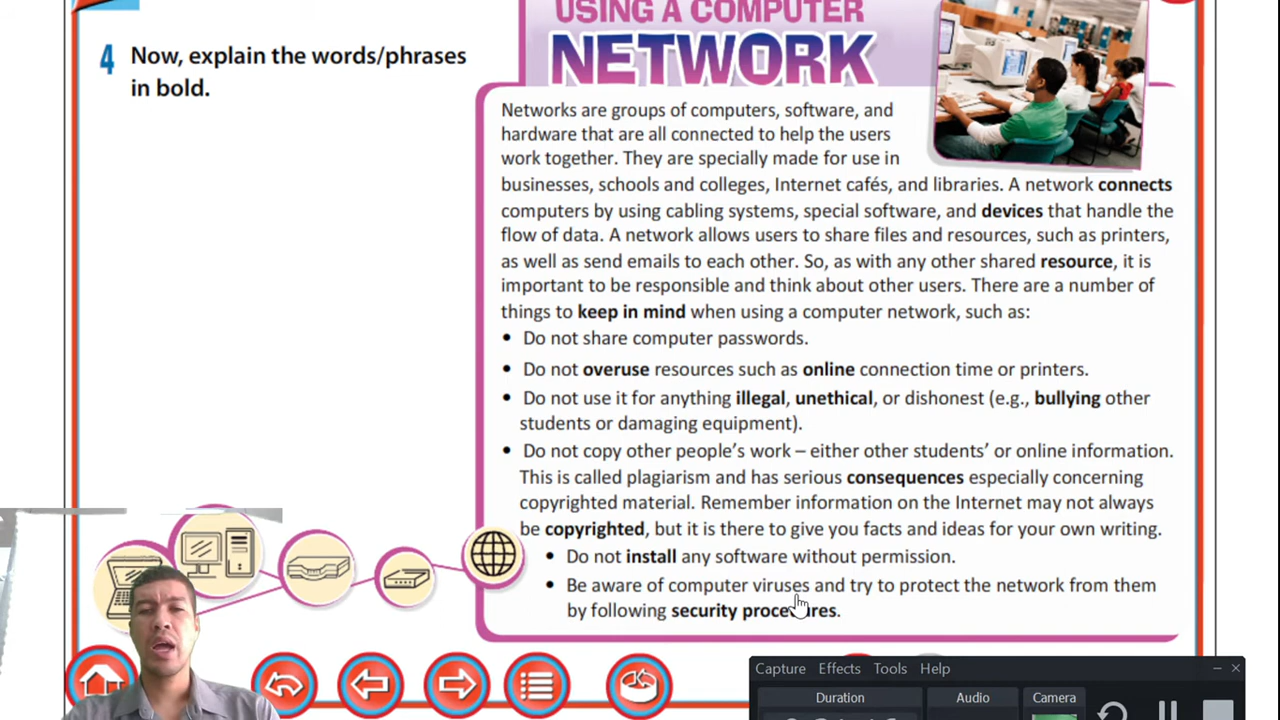 4 Now, explain the words/phrases
in bold.
USING A COMPUTER
NETWORK
Networks are groups of computers, software, and
hardware that are all connected to help the users
work together. They are specially made for use in
businesses, schools and colleges, Internet cafés, and libraries. A network connects
computers by using cabling systems, special software, and devices that handle the
flow of data. A network allows users to share files and resources, such as printers,
as well as send emails to each other. So, as with any other shared resource, it is
important to be responsible and think about other users. There are a number of
things to keep in mind when using a computer network, such as:
• Do not share computer passwords.
• Do not overuse resources such as online connection time or printers.
• Do not use it for anything illegal, unethical, or dishonest (e.g., bullying other
students or damaging equipment).
• Do not copy other people's work – either other students' or online information.
This is called plagiarism and has serious consequences especially concerning
copyrighted material. Remember information on the Internet may not always
be copyrighted, but it is there to give you facts and ideas for your own writing.
• Do not install any software without permission.
• Be aware of computer viruses and try to protect the network from them
by following security procedures.
Capture Effects Tools Help
Duration Audio Camera